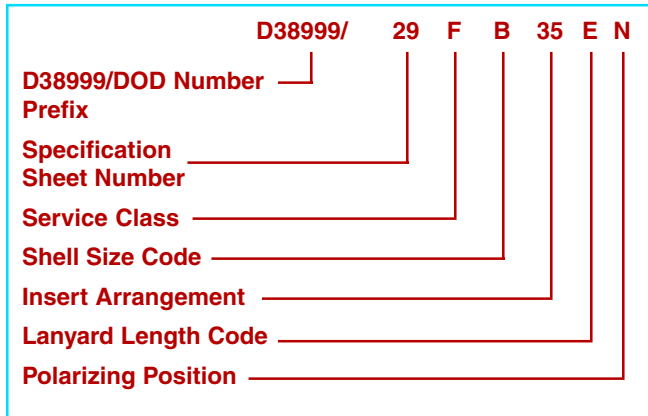 D38999/ 29 F B 35 E N
D38999/DOD Number
Prefix
Specification
Sheet Number
Service Class
Shell Size Code
Insert Arrangement
Lanyard Length Code
Polarizing Position